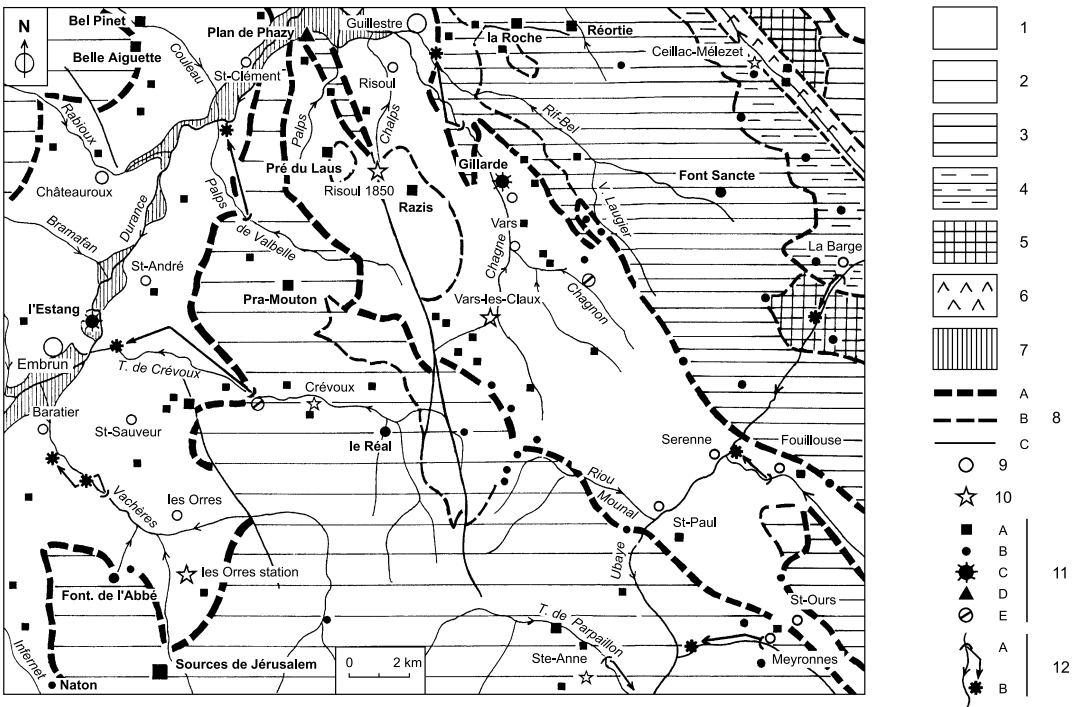 N
Bel Pinet
Belle Aiguette
Couleau
Plan de Phazy
Guillestre
la Roche
Réortie
Ceillac-Mélezet
St-Clément
Risoul
Rabioux
Palps
Chalps
Rif-Bel
Pré du Laus
Risoul 1850
Gillarde
Font Sancte
Châteauroux
Razis
Vars
V. Laugier
Durance
Palps
de Valbelle
Bramafan
Chagne
La Barge
St-André
Pra-Mouton
Vars-les-Claux
Chagnon
l'Estang
Embrun
T. de Crévoux
Crévoux
Baratier
St-Sauveur
le Réal
Serenne
Fouillouse
Vachères
les Orres
Riou
Mounal
St-Paul
Ubaye
les Orres station
Font. de l'Abbé
St-Ours
T. de Parpaillon
Infernet
Sources de Jérusalem
0 2 km
Ste-Anne
Meyronnes
Naton
1
2
3
4
5
6
7
A
B 8
C
9
10
A
B
C 11
D
E
A
12
B